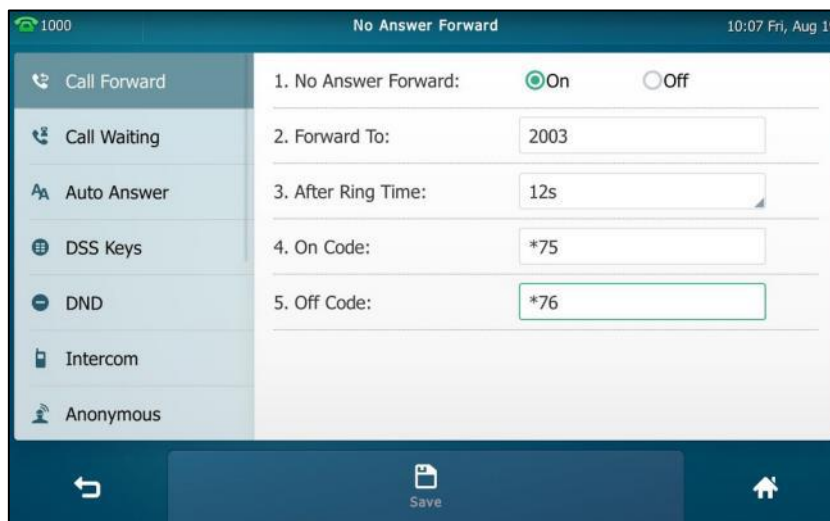 1000 No Answer Forward 10:07 Fri, Aug 1
Call Forward
Call Waiting
Auto Answer
DSS Keys
DND
Intercom
Anonymous
1. No Answer Forward: On Off
2. Forward To: 2003
3. After Ring Time: 12s
4. On Code: *75
5. Off Code: *76
Save